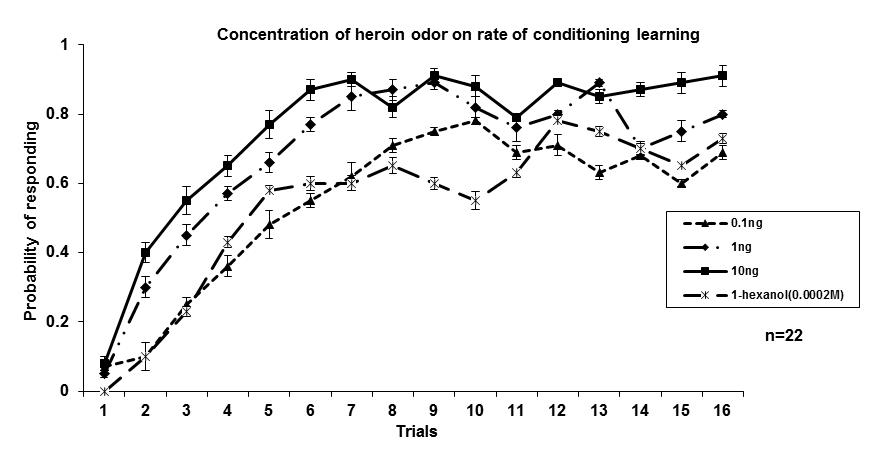 Concentration of heroin odor on rate of conditioning learning
Probability of responding
1
0.8
0.6
0.4
0.2
0
1 2 3 4 5 6 7 8 9 10 11 12 13 14 15 16
Trials
0.1ng
1ng
10ng
1-hexanol(0.0002M)
n=22